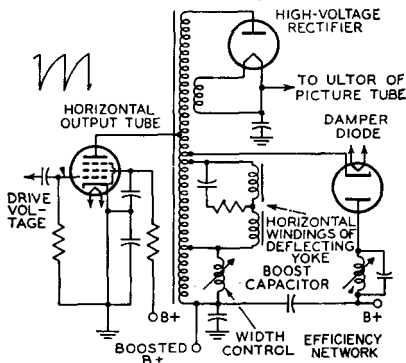 HIGH-VOLTAGE
RECTIFIER
TO ULTOR OF
PICTURE TUBE
HORIZONTAL
OUTPUT TUBE
DAMPER
DIODE
DRIVE
VOL-
TAGE
HORIZONTAL
WINDINGS OF
DEFLECTING
YOKE
BOOST
CAPACITOR
B+
B+
BOOSTED
B+
WIDTH
CONTROL
EFFICIENCY
NETWORK